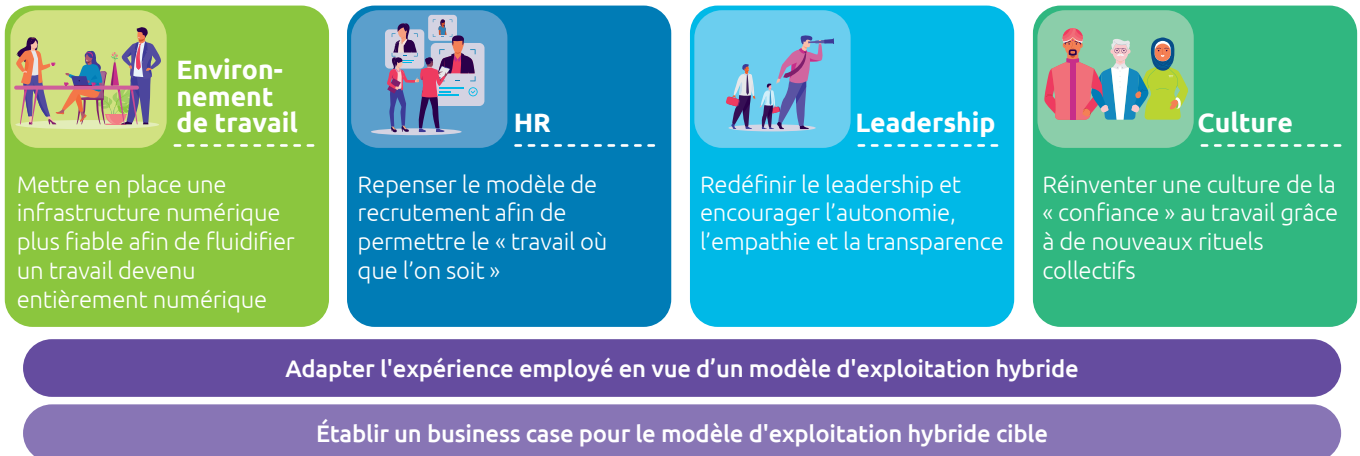 Environ-
nement
de travail
Mettre en place une
infrastructure numérique
plus fiable afin de fluidifier
un travail devenu
entièrement numérique
HR
Repenser le modèle de
recrutement afin de
permettre le « travail où
que l’on soit »
Leadership
Redéfinir le leadership et
encourager l’autonomie,
l’empathie et la transparence
Culture
Réinventer une culture de la
« confiance » au travail grâce
à de nouveaux rituels
collectifs
Adapter l'expérience employé en vue d’un modèle d'exploitation hybride
Établir un business case pour le modèle d'exploitation hybride cible